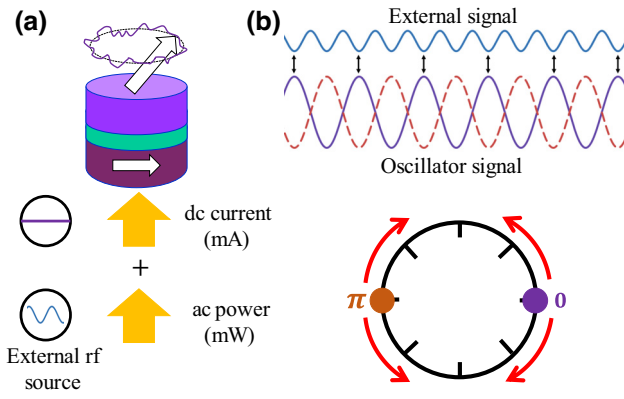 (a)
dc current
(mA)
+
ac power
(mW)
External rf
source
(b)
External signal
Oscillator signal
π
0